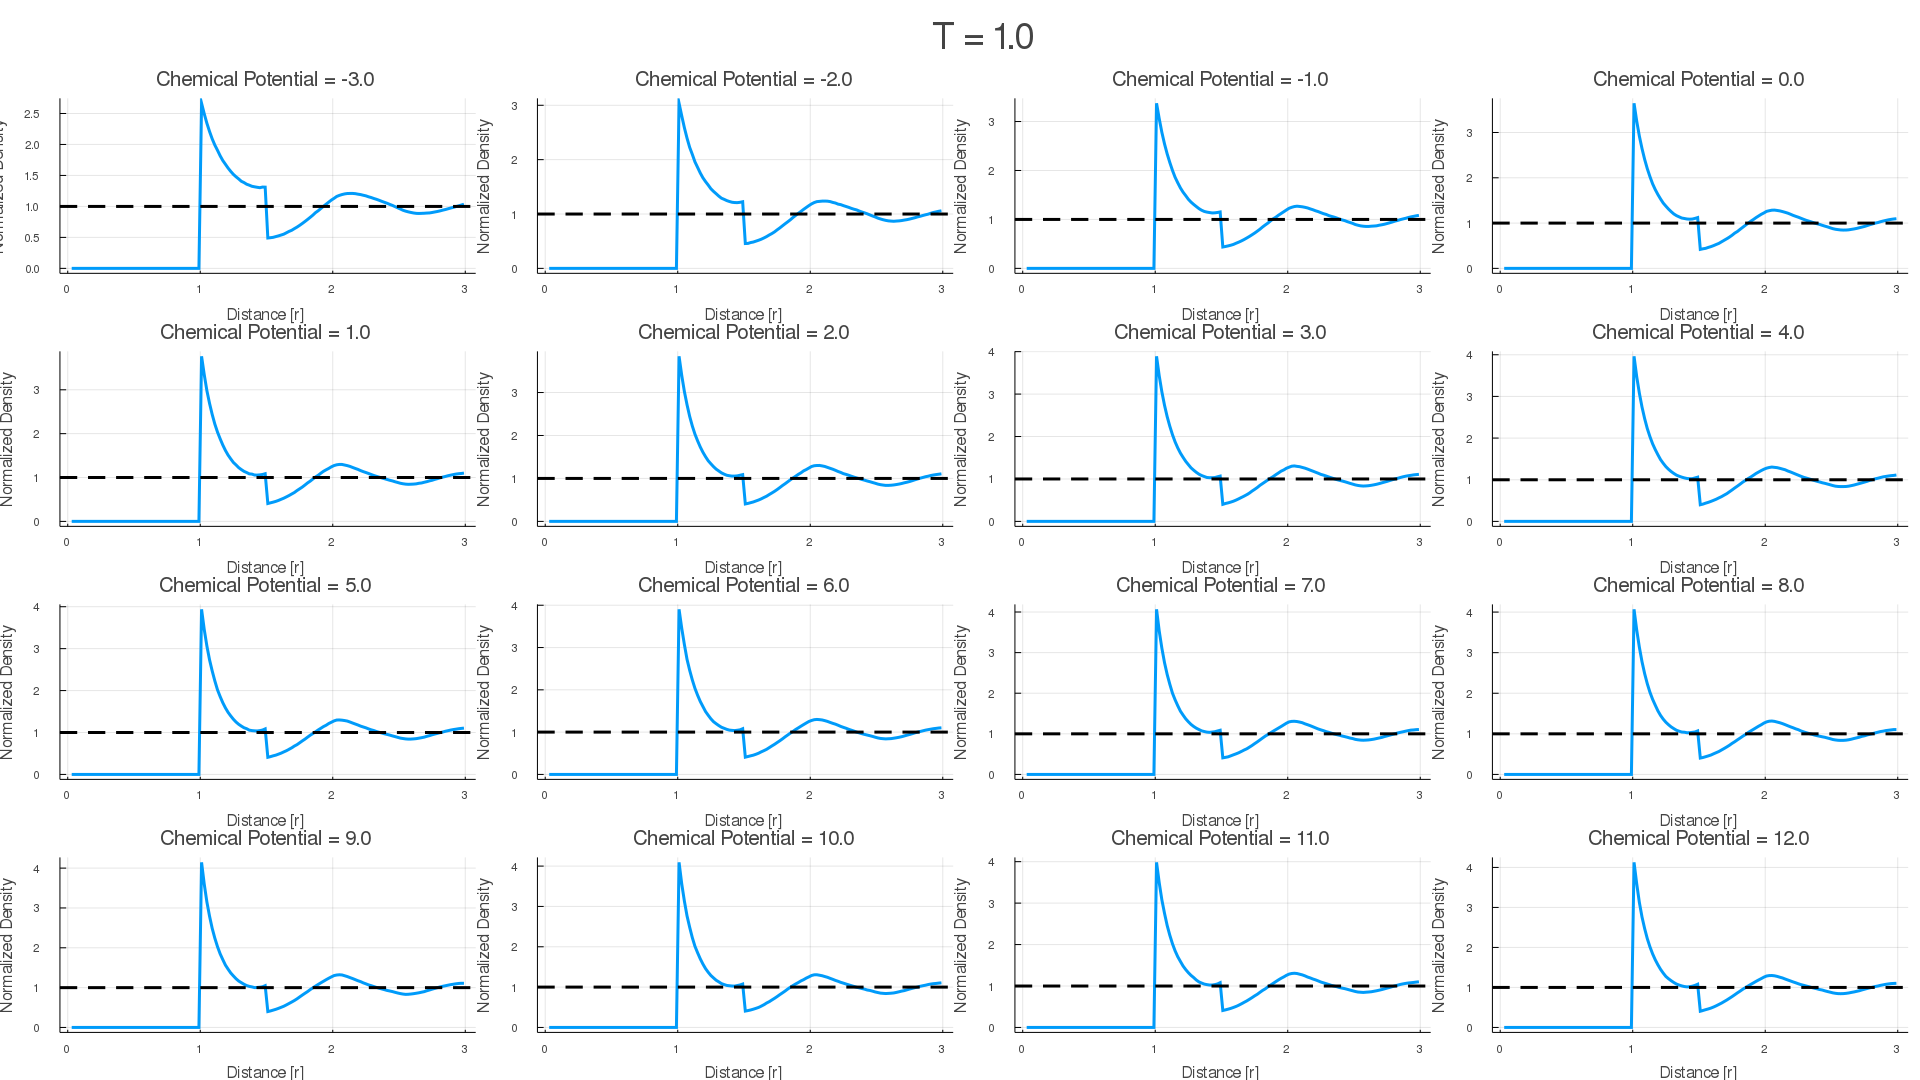 T = 1.0
Chemical Potential = -3.0
Chemical Potential = -2.0
Chemical Potential = -1.0
Chemical Potential = 0.0
Normalized Density
2.5
2.0
1.5
1.0
0.5
0.0
0 1 2 3
Distance [r]
Normalized Density
3
2
1
0
0 1 2 3
Distance [r]
Normalized Density
3
2
1
0
0 1 2 3
Distance [r]
Normalized Density
3
2
1
0
0 1 2 3
Distance [r]
Chemical Potential = 1.0
Chemical Potential = 2.0
Chemical Potential = 3.0
Chemical Potential = 4.0
Normalized Density
3
2
1
0
0 1 2 3
Distance [r]
Normalized Density
3
2
1
0
0 1 2 3
Distance [r]
Normalized Density
4
3
2
1
0
0 1 2 3
Distance [r]
Normalized Density
4
3
2
1
0
0 1 2 3
Distance [r]
Chemical Potential = 5.0
Chemical Potential = 6.0
Chemical Potential = 7.0
Chemical Potential = 8.0
Normalized Density
4
3
2
1
0
0 1 2 3
Distance [r]
Normalized Density
4
3
2
1
0
0 1 2 3
Distance [r]
Normalized Density
4
3
2
1
0
0 1 2 3
Distance [r]
Normalized Density
4
3
2
1
0
0 1 2 3
Distance [r]
Chemical Potential = 9.0
Chemical Potential = 10.0
Chemical Potential = 11.0
Chemical Potential = 12.0
Normalized Density
4
3
2
1
0
0 1 2 3
Distance [r]
Normalized Density
4
3
2
1
0
0 1 2 3
Distance [r]
Normalized Density
4
3
2
1
0
0 1 2 3
Distance [r]
Normalized Density
4
3
2
1
0
0 1 2 3
Distance [r]